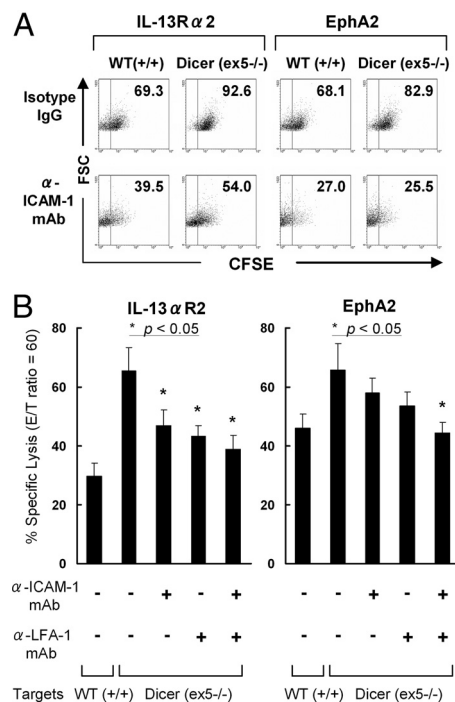 A
IL-13Rα2 EphA2
WT(+/+) Dicer (ex5-/-) WT (+/+) Dicer (ex5-/-)
Isotype IgG
69.3 92.6 68.1 82.9
FSC
α-ICAM-1 mAb
39.5 54.0 27.0 25.5
CFSE
B
IL-13αR2 EphA2
% Specific Lysis (E/T ratio = 60)
80
60
40
20
0
* p < 0.05
* * *
80
60
40
20
0
* p < 0.05
*
α-ICAM-1 mAb - - + - + - - + - +
α-LFA-1 mAb - - - + + - - - + +
Targets WT (+/+) Dicer (ex5-/-) WT (+/+) Dicer (ex5-/-)